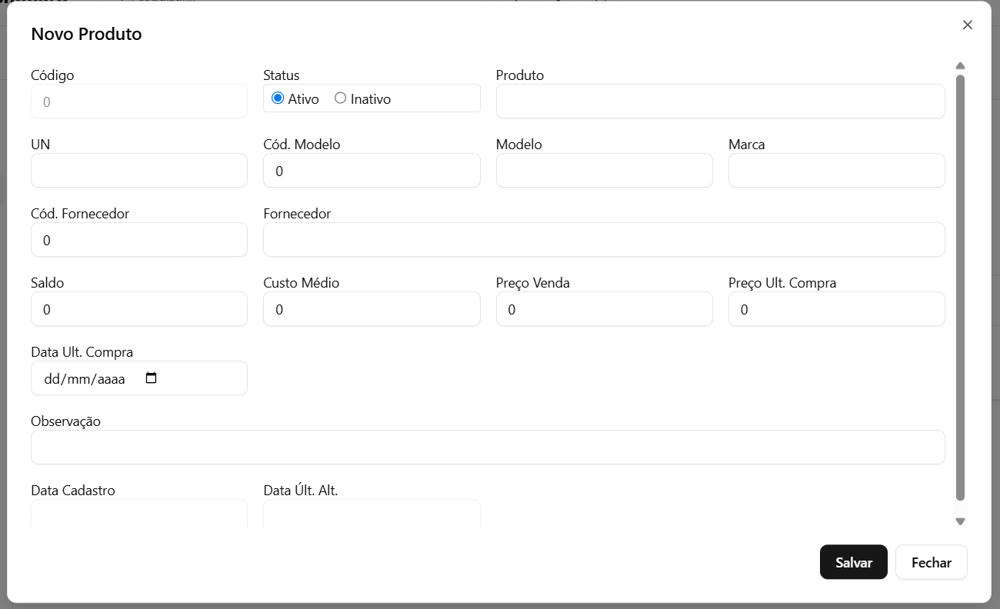 Novo Produto
Código Status Produto
0 Ativo Inativo
UN Cód. Modelo Modelo Marca
0
Cód. Fornecedor Fornecedor
0
Saldo Custo Médio Preço Venda Preço Ult. Compra
0 0 0 0
Data Ult. Compra
dd/mm/aaaa
Observação
Data Cadastro Data Últ. Alt.
Salvar Fechar